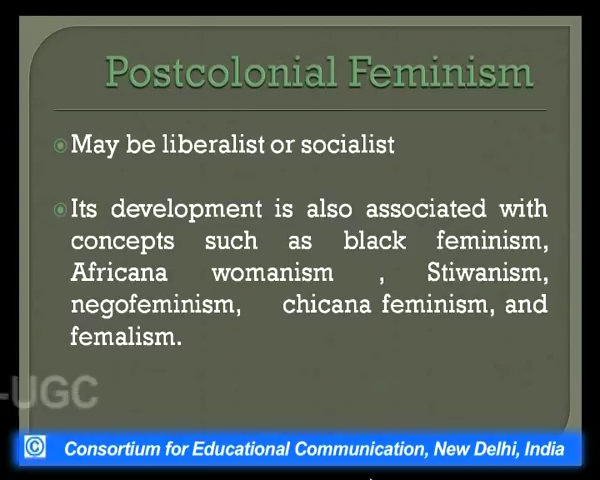 Postcolonial Feminism
May be liberalist or socialist
Its development is also associated with
concepts such as black feminism,
Africana womanism , Stiwanism,
negofeminism, chicana feminism, and
femalism.
-UGC
© Consortium for Educational Communication, New Delhi, India